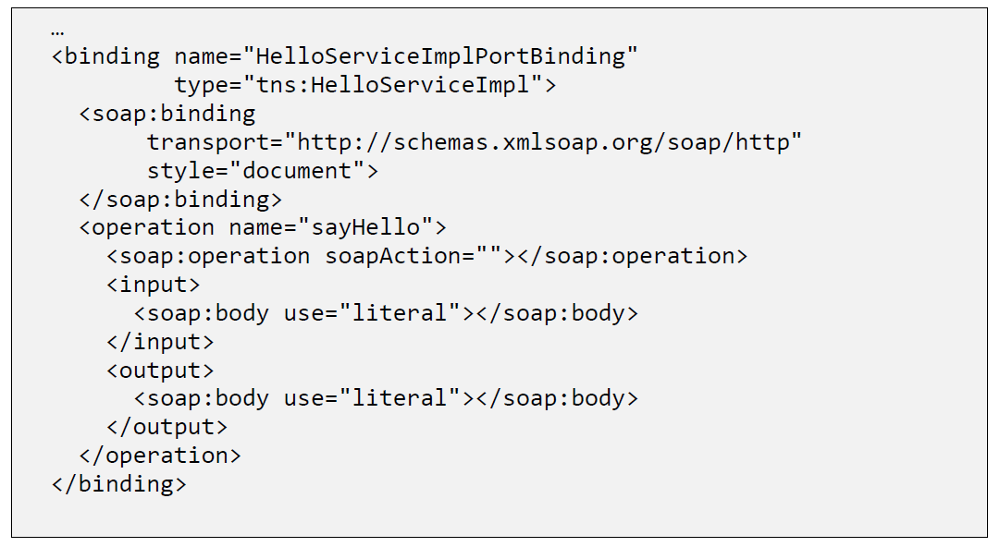 …
<binding name="HelloServiceImplPortBinding"
         type="tns:HelloServiceImpl">
  <soap:binding
       transport="http://schemas.xmlsoap.org/soap/http"
       style="document">
  </soap:binding>
  <operation name="sayHello">
    <soap:operation soapAction=""></soap:operation>
    <input>
      <soap:body use="literal"></soap:body>
    </input>
    <output>
      <soap:body use="literal"></soap:body>
    </output>
  </operation>
</binding>